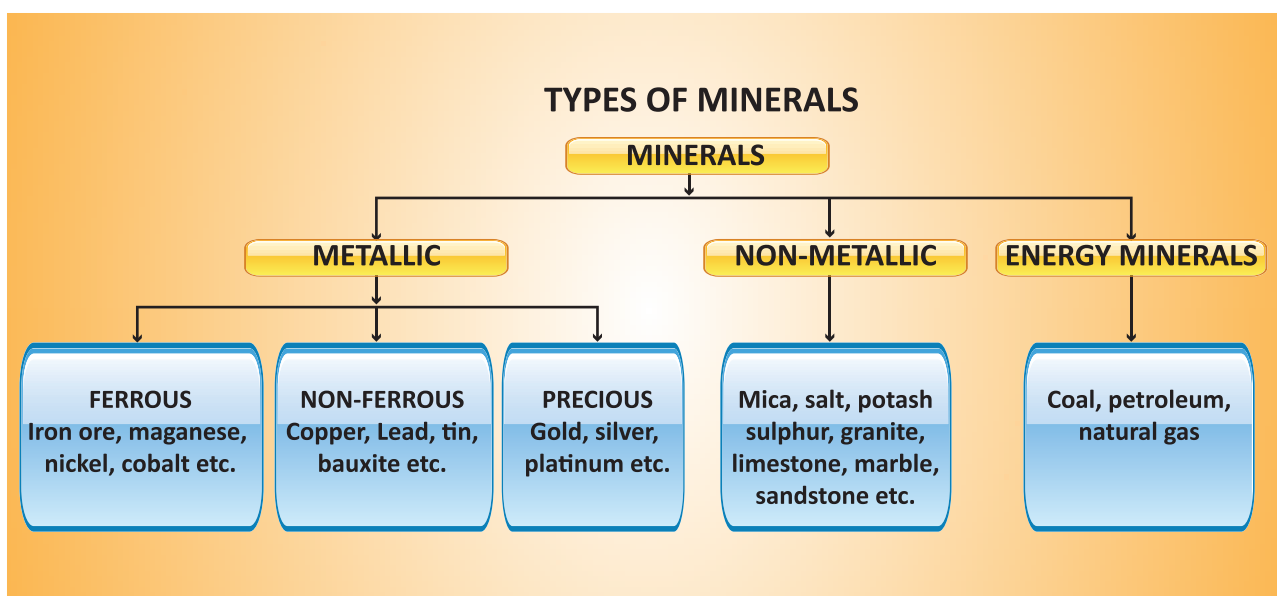 TYPES OF MINERALS
MINERALS
METALLIC
NON-METALLIC
ENERGY MINERALS
FERROUS
Iron ore, maganese,
nickel, cobalt etc.
NON-FERROUS
Copper, Lead, tin,
bauxite etc.
PRECIOUS
Gold, silver,
platinum etc.
Mica, salt, potash
sulphur, granite,
limestone, marble,
sandstone etc.
Coal, petroleum,
natural gas